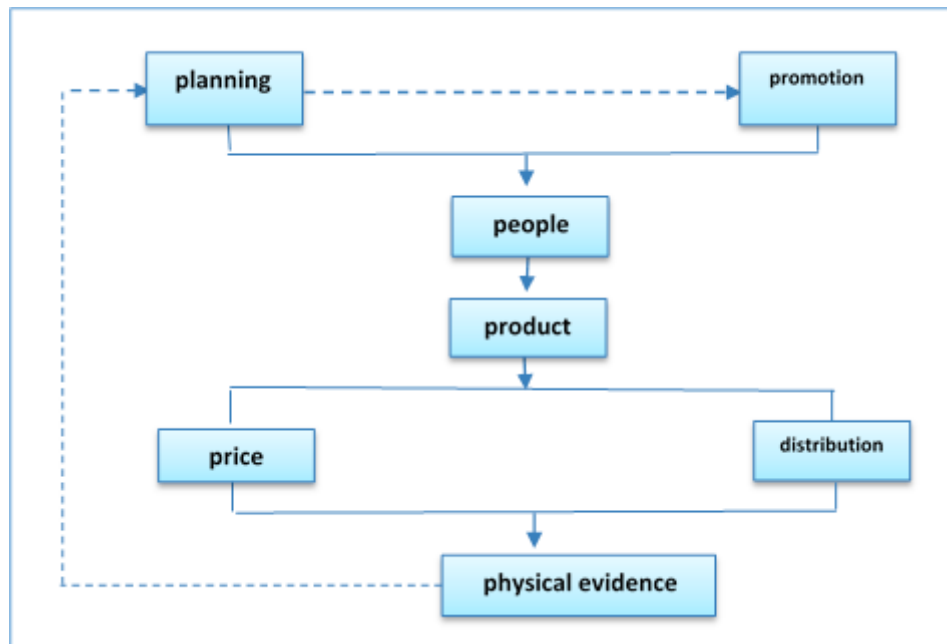 planning
promotion
people
product
price
distribution
physical evidence